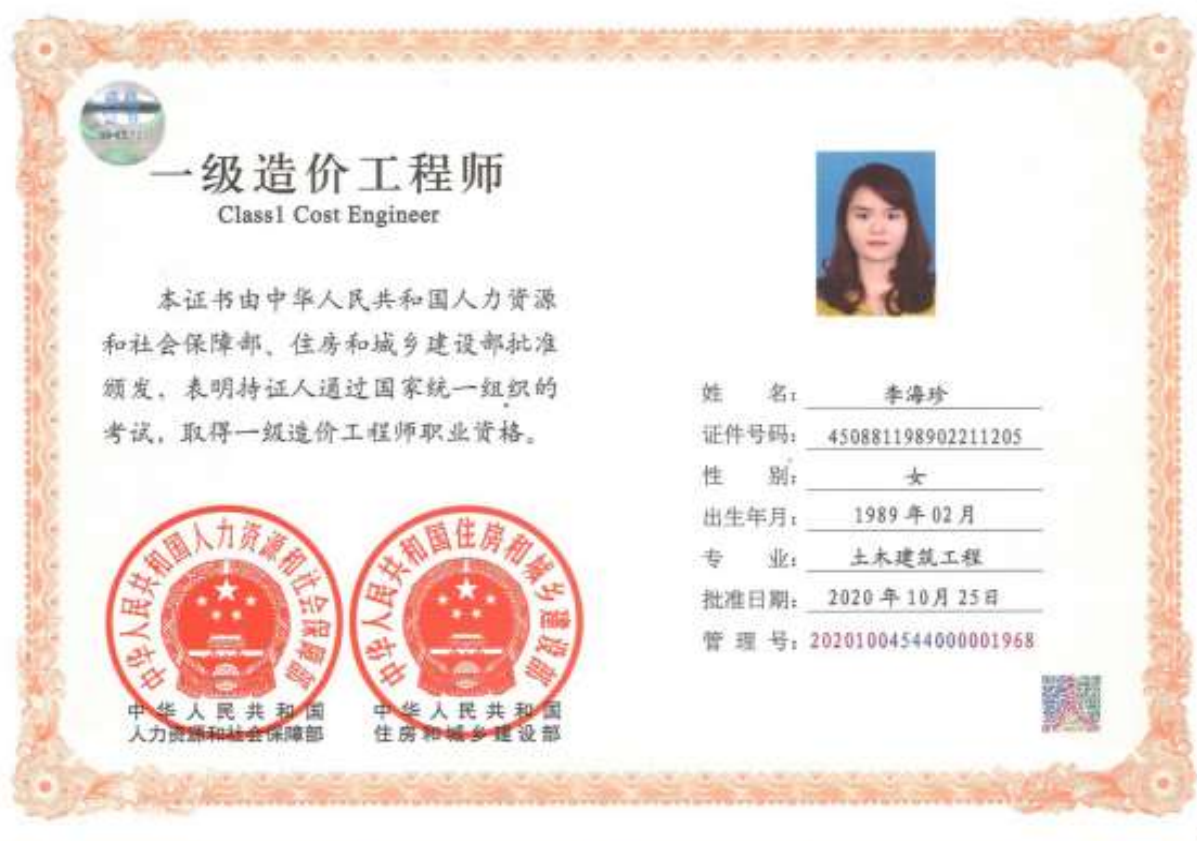 一级造价工程师
Class1 Cost Engineer
本证书由中华人民共和国人力资源
和社会保障部、住房和城乡建设部批准
颁发，表明持证人通过国家统一组织的
考试，取得一级造价工程师职业资格。
姓 名：李海珍
证件号码：450881198902211205
性 别：女
出生年月：1989年02月
专 业：土木建筑工程
批准日期：2020年10月25日
管 理 号：20201004544000001968
中华人民共和国人力资源和社会保障部
中华人民共和国住房和城乡建设部
中华人民共和国
人力资源和社会保障部
中华人民共和国
住房和城乡建设部